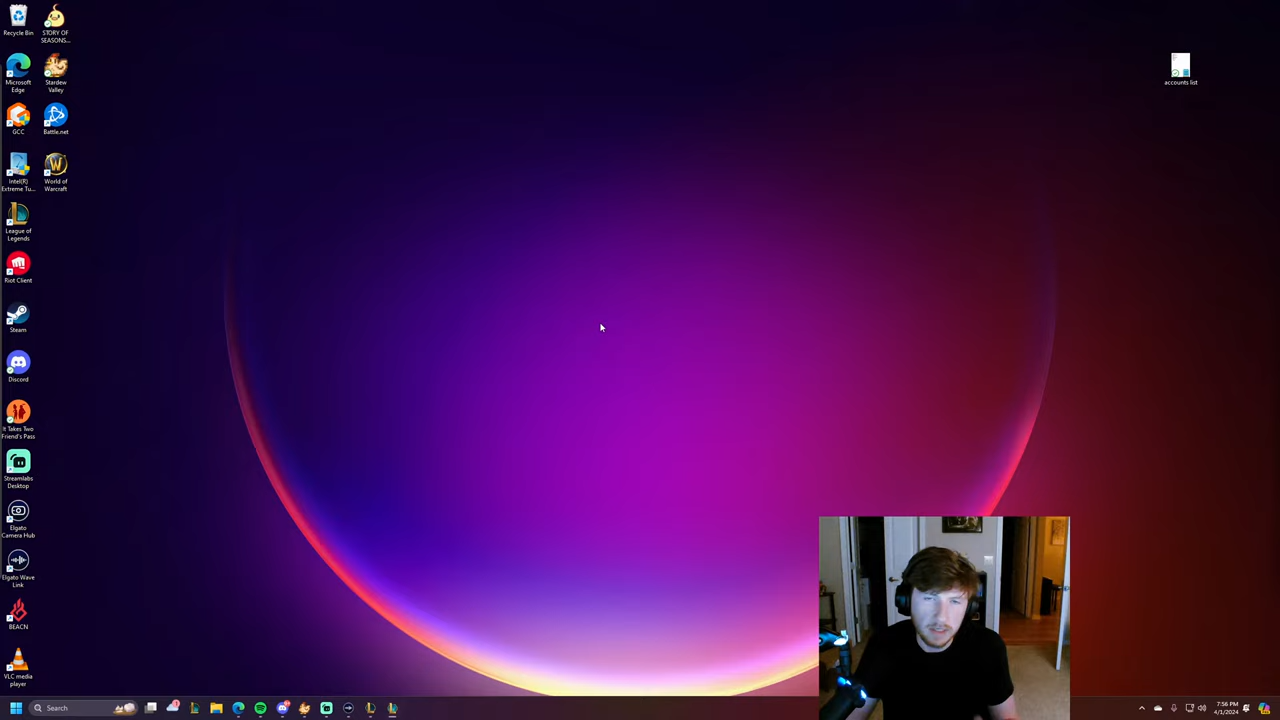 Recycle Bin
STORY OF
SEASONS...
Microsoft
Edge
Stardew
Valley
GCC
Battle.net
Intel(R)
Extreme Tu...
World of
Warcraft
League of
Legends
Riot Client
Steam
Discord
It Takes Two
Friend's Pass
Streamlabs
Desktop
Elgato
Camera Hub
Elgato Wave
Link
BEACN
VLC media
player
accounts list
Search
7:56 PM
4/1/2024